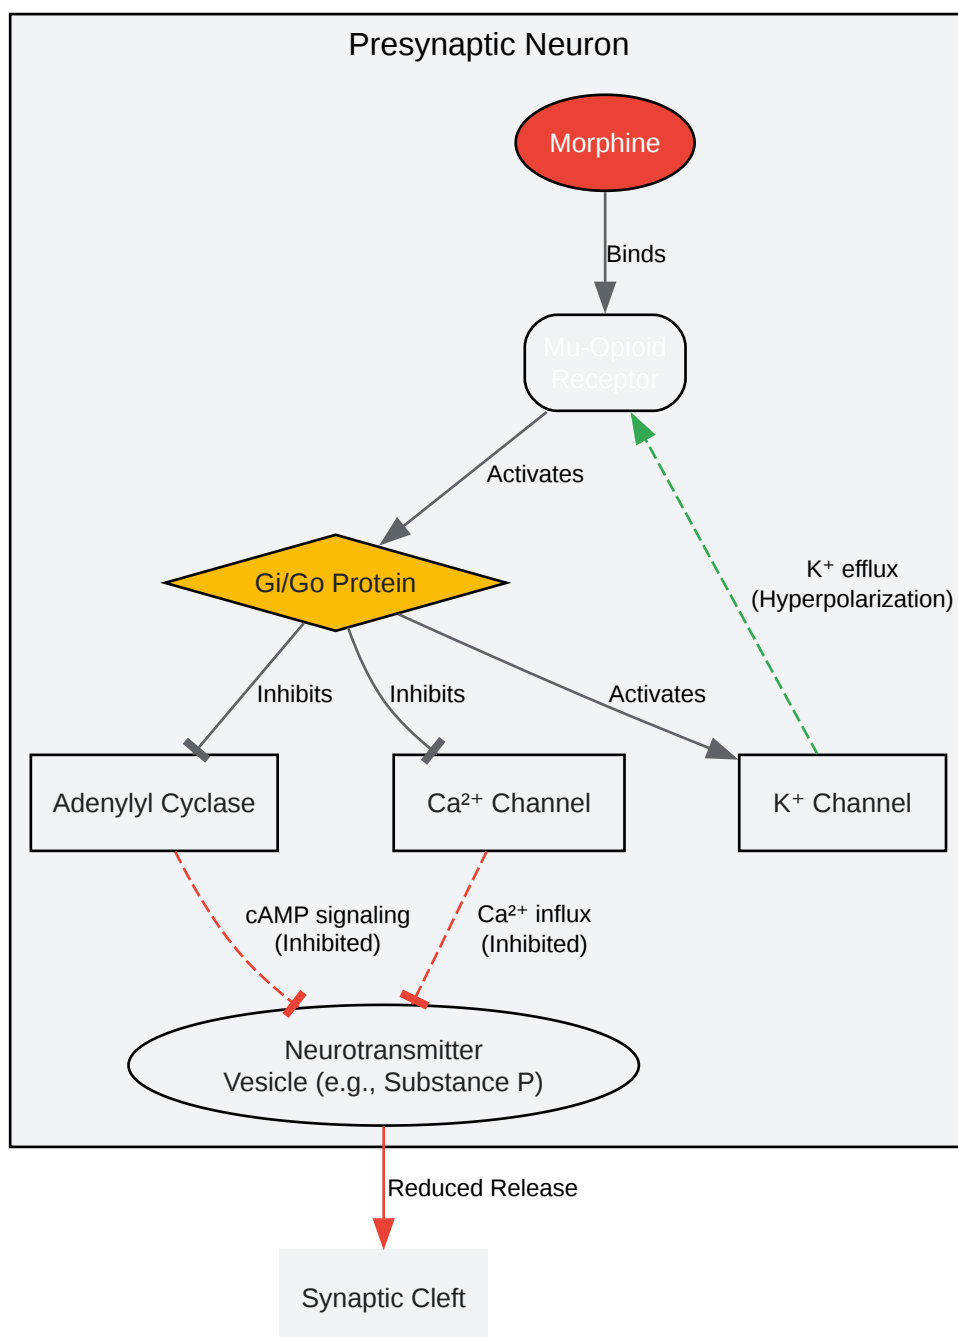 Presynaptic Neuron
Morphine
Binds
Mu-Opioid
Receptor
Activates
Gi/Go Protein
K⁺ efflux
(Hyperpolarization)
Inhibits
Inhibits
Activates
Adenylyl Cyclase
Ca²⁺ Channel
K⁺ Channel
cAMP signaling
(Inhibited)
Ca²⁺ influx
(Inhibited)
Neurotransmitter
Vesicle (e.g., Substance P)
Reduced Release
Synaptic Cleft